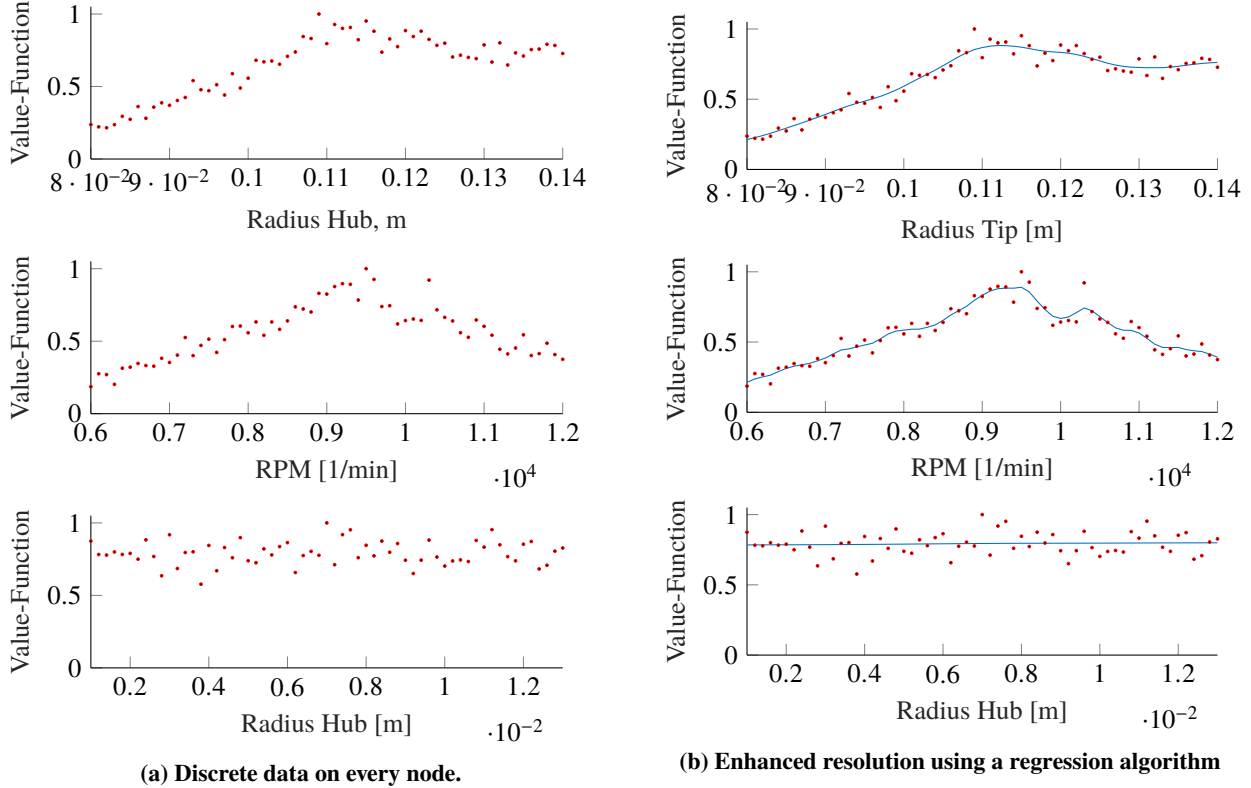 1
0.5
0
Value-Function
8 · 10⁻² 9 · 10⁻² 0.1 0.11 0.12 0.13 0.14
Radius Hub, m
1
0.5
0
Value-Function
0.6 0.7 0.8 0.9 1 1.1 1.2
RPM [1/min]
·10⁴
1
0.5
0
Value-Function
0.2 0.4 0.6 0.8 1 1.2
Radius Hub [m]
·10⁻²
(a) Discrete data on every node.
1
0.5
0
Value-Function
8 · 10⁻² 9 · 10⁻² 0.1 0.11 0.12 0.13 0.14
Radius Tip [m]
1
0.5
0
Value-Function
0.6 0.7 0.8 0.9 1 1.1 1.2
RPM [1/min]
·10⁴
1
0.5
0
Value-Function
0.2 0.4 0.6 0.8 1 1.2
Radius Hub [m]
·10⁻²
(b) Enhanced resolution using a regression algorithm